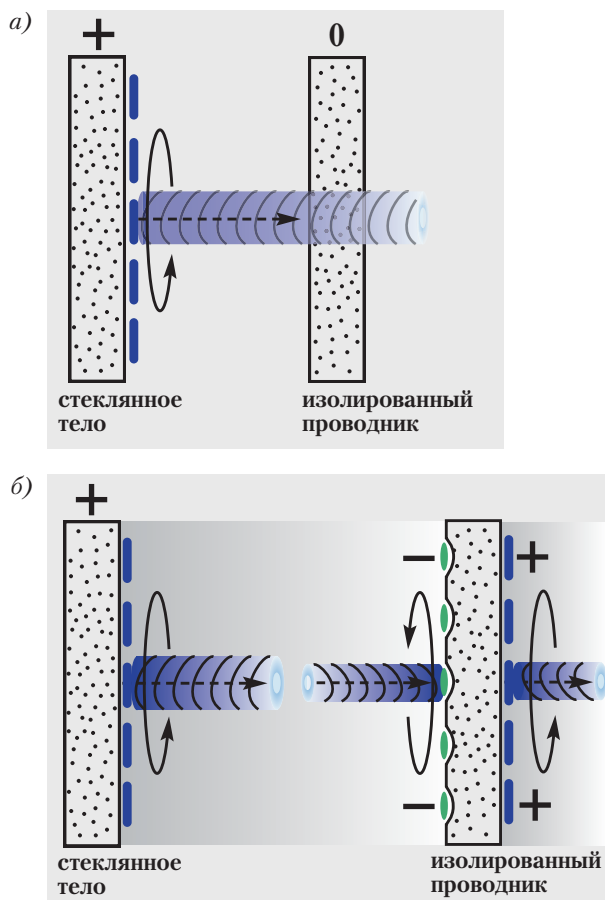 а)
+
0
стеклянное
тело
изолированный
проводник
б)
+
− +
− +
стеклянное
тело
изолированный
проводник